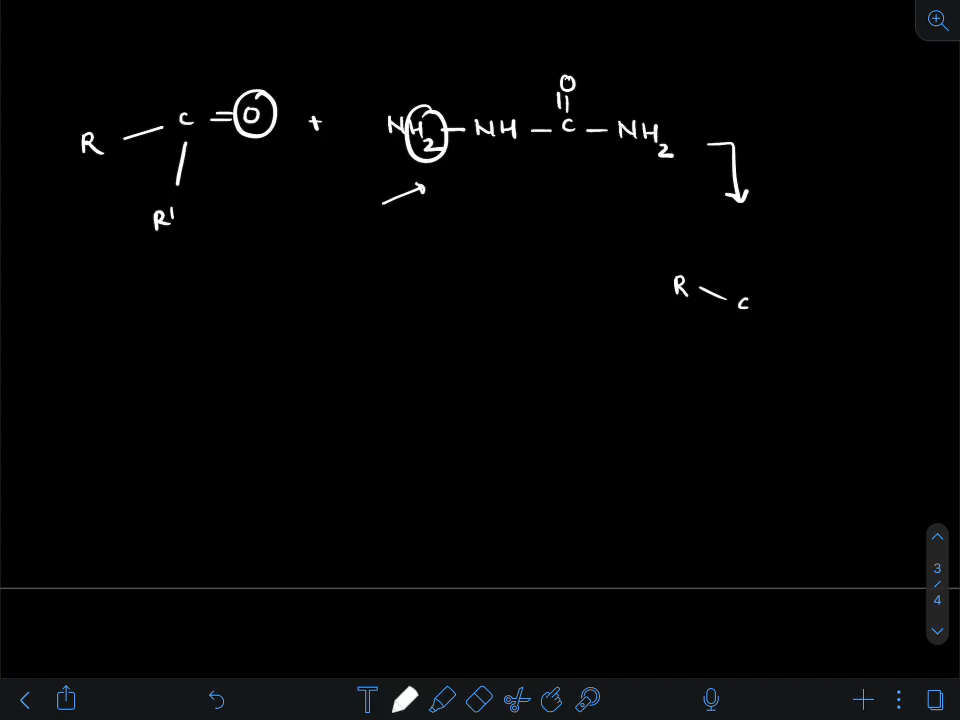 O
R — C = O + NH2 — NH — C — NH2
R'
R — C
3
/
4
T